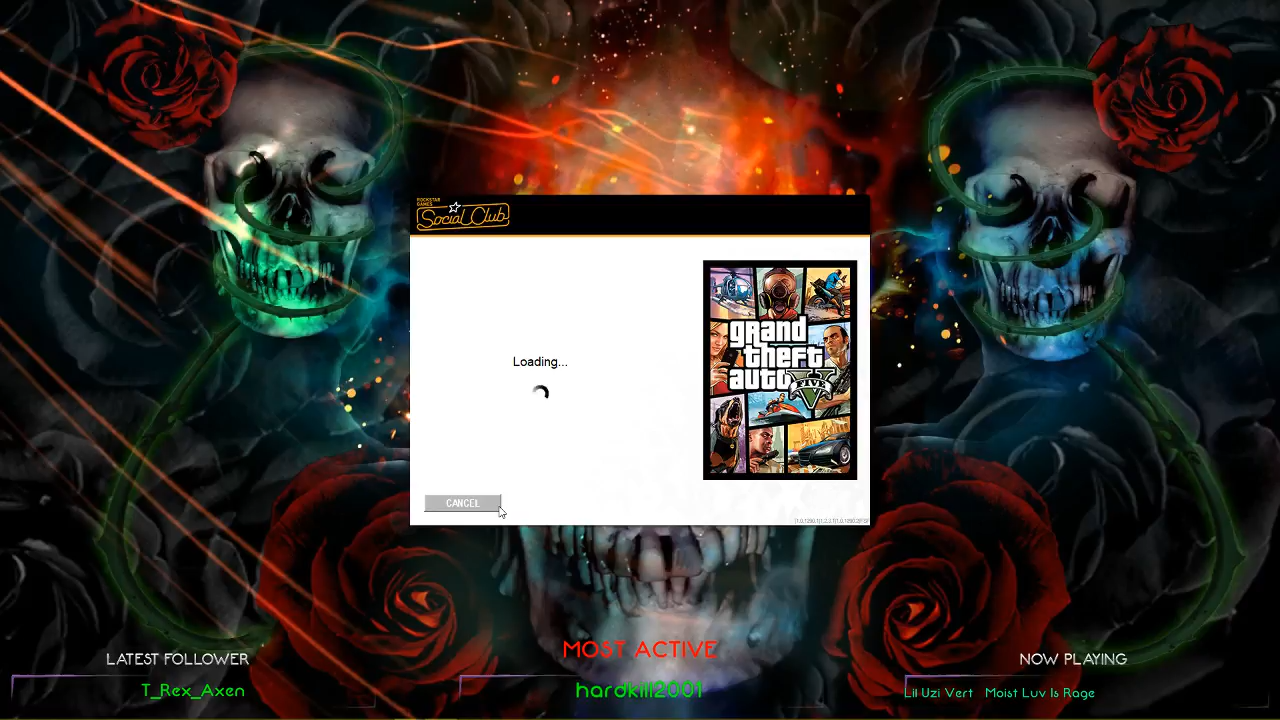 ROCKSTAR
GAMES
Social Club
Loading...
grand
theft
auto
V
FIVE
CANCEL
MOST ACTIVE
LATEST FOLLOWER
NOW PLAYING
T_Rex_Axen
hardkill2001
Lil Uzi Vert Moist Luv Is Rage